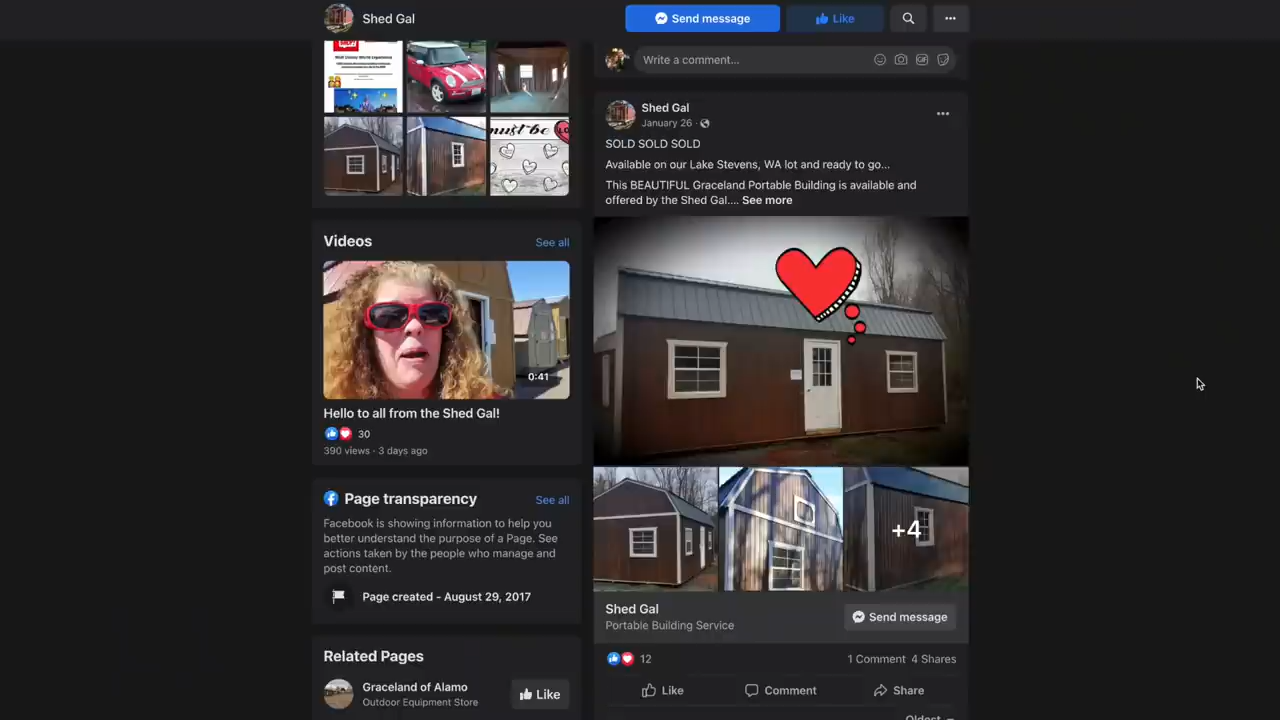 Shed Gal
Send message
Like
Write a comment...
must be
Shed Gal
January 26 ·
SOLD SOLD SOLD
Available on our Lake Stevens, WA lot and ready to go...
This BEAUTIFUL Graceland Portable Building is available and
offered by the Shed Gal.... See more
Videos
See all
0:41
Hello to all from the Shed Gal!
30
390 views · 3 days ago
Page transparency
See all
Facebook is showing information to help you
better understand the purpose of a Page. See
actions taken by the people who manage and
post content.
Page created - August 29, 2017
Related Pages
Graceland of Alamo
Outdoor Equipment Store
Like
+4
Shed Gal
Portable Building Service
Send message
12
1 Comment 4 Shares
Like
Comment
Share
Oldest